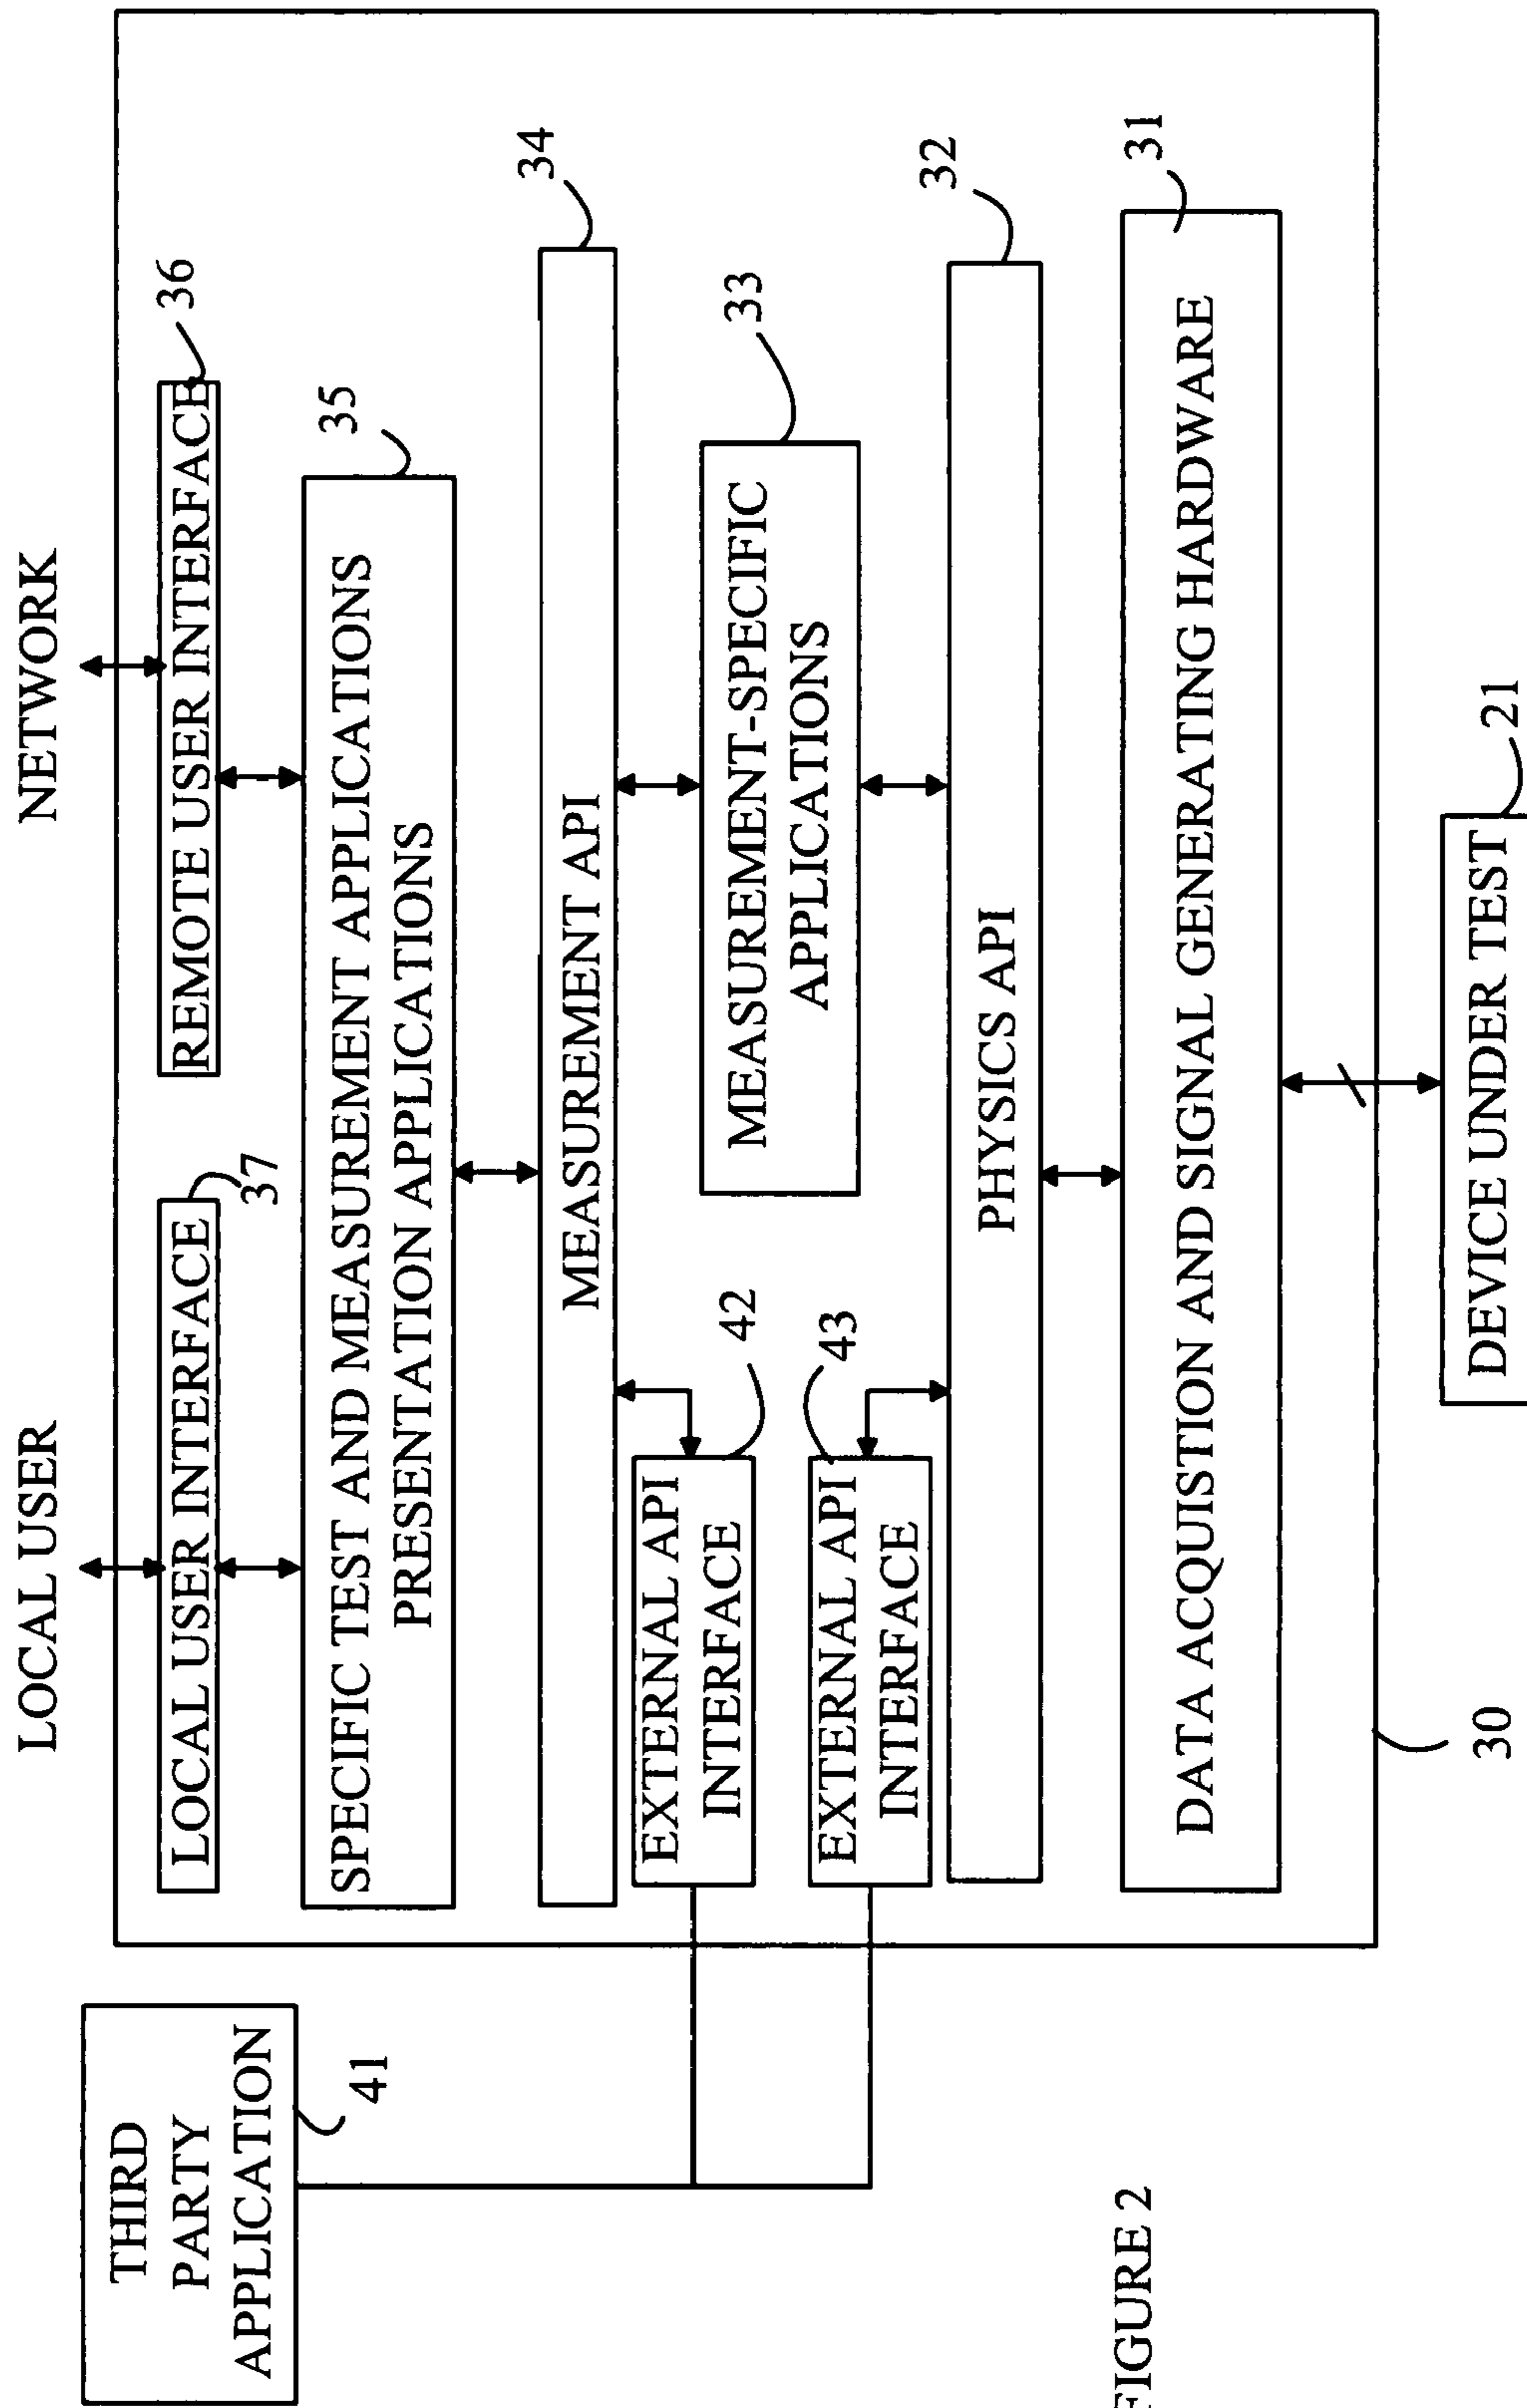 LOCAL USER
NETWORK
THIRD
PARTY
APPLICATION
41
LOCAL USER INTERFACE
37
REMOTE USER INTERFACE
36
SPECIFIC TEST AND MEASUREMENT APPLICATIONS
PRESENTATION APPLICATIONS
35
MEASUREMENT API
34
EXTERNAL API
INTERFACE
42
MEASUREMENT-SPECIFIC
APPLICATIONS
33
EXTERNAL API
INTERFACE
43
PHYSICS API
32
DATA ACQUISTION AND SIGNAL GENERATING HARDWARE
31
30
DEVICE UNDER TEST
21
FIGURE 2